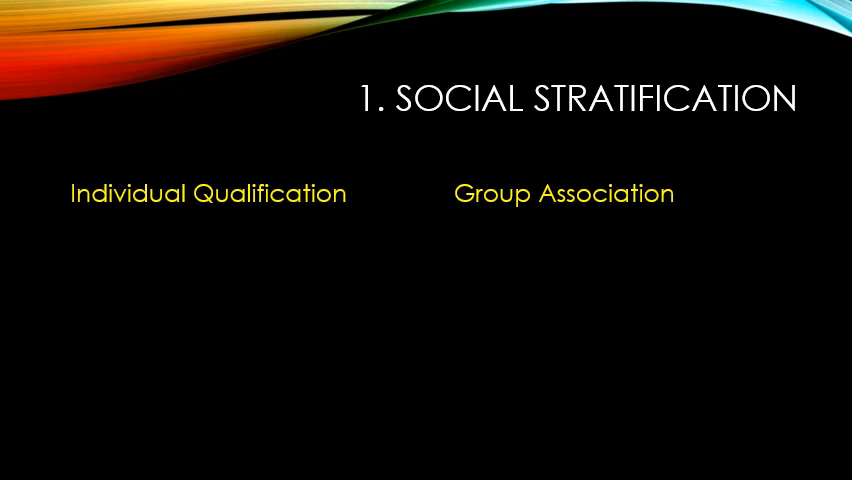 1. SOCIAL STRATIFICATION
Individual Qualification
Group Association